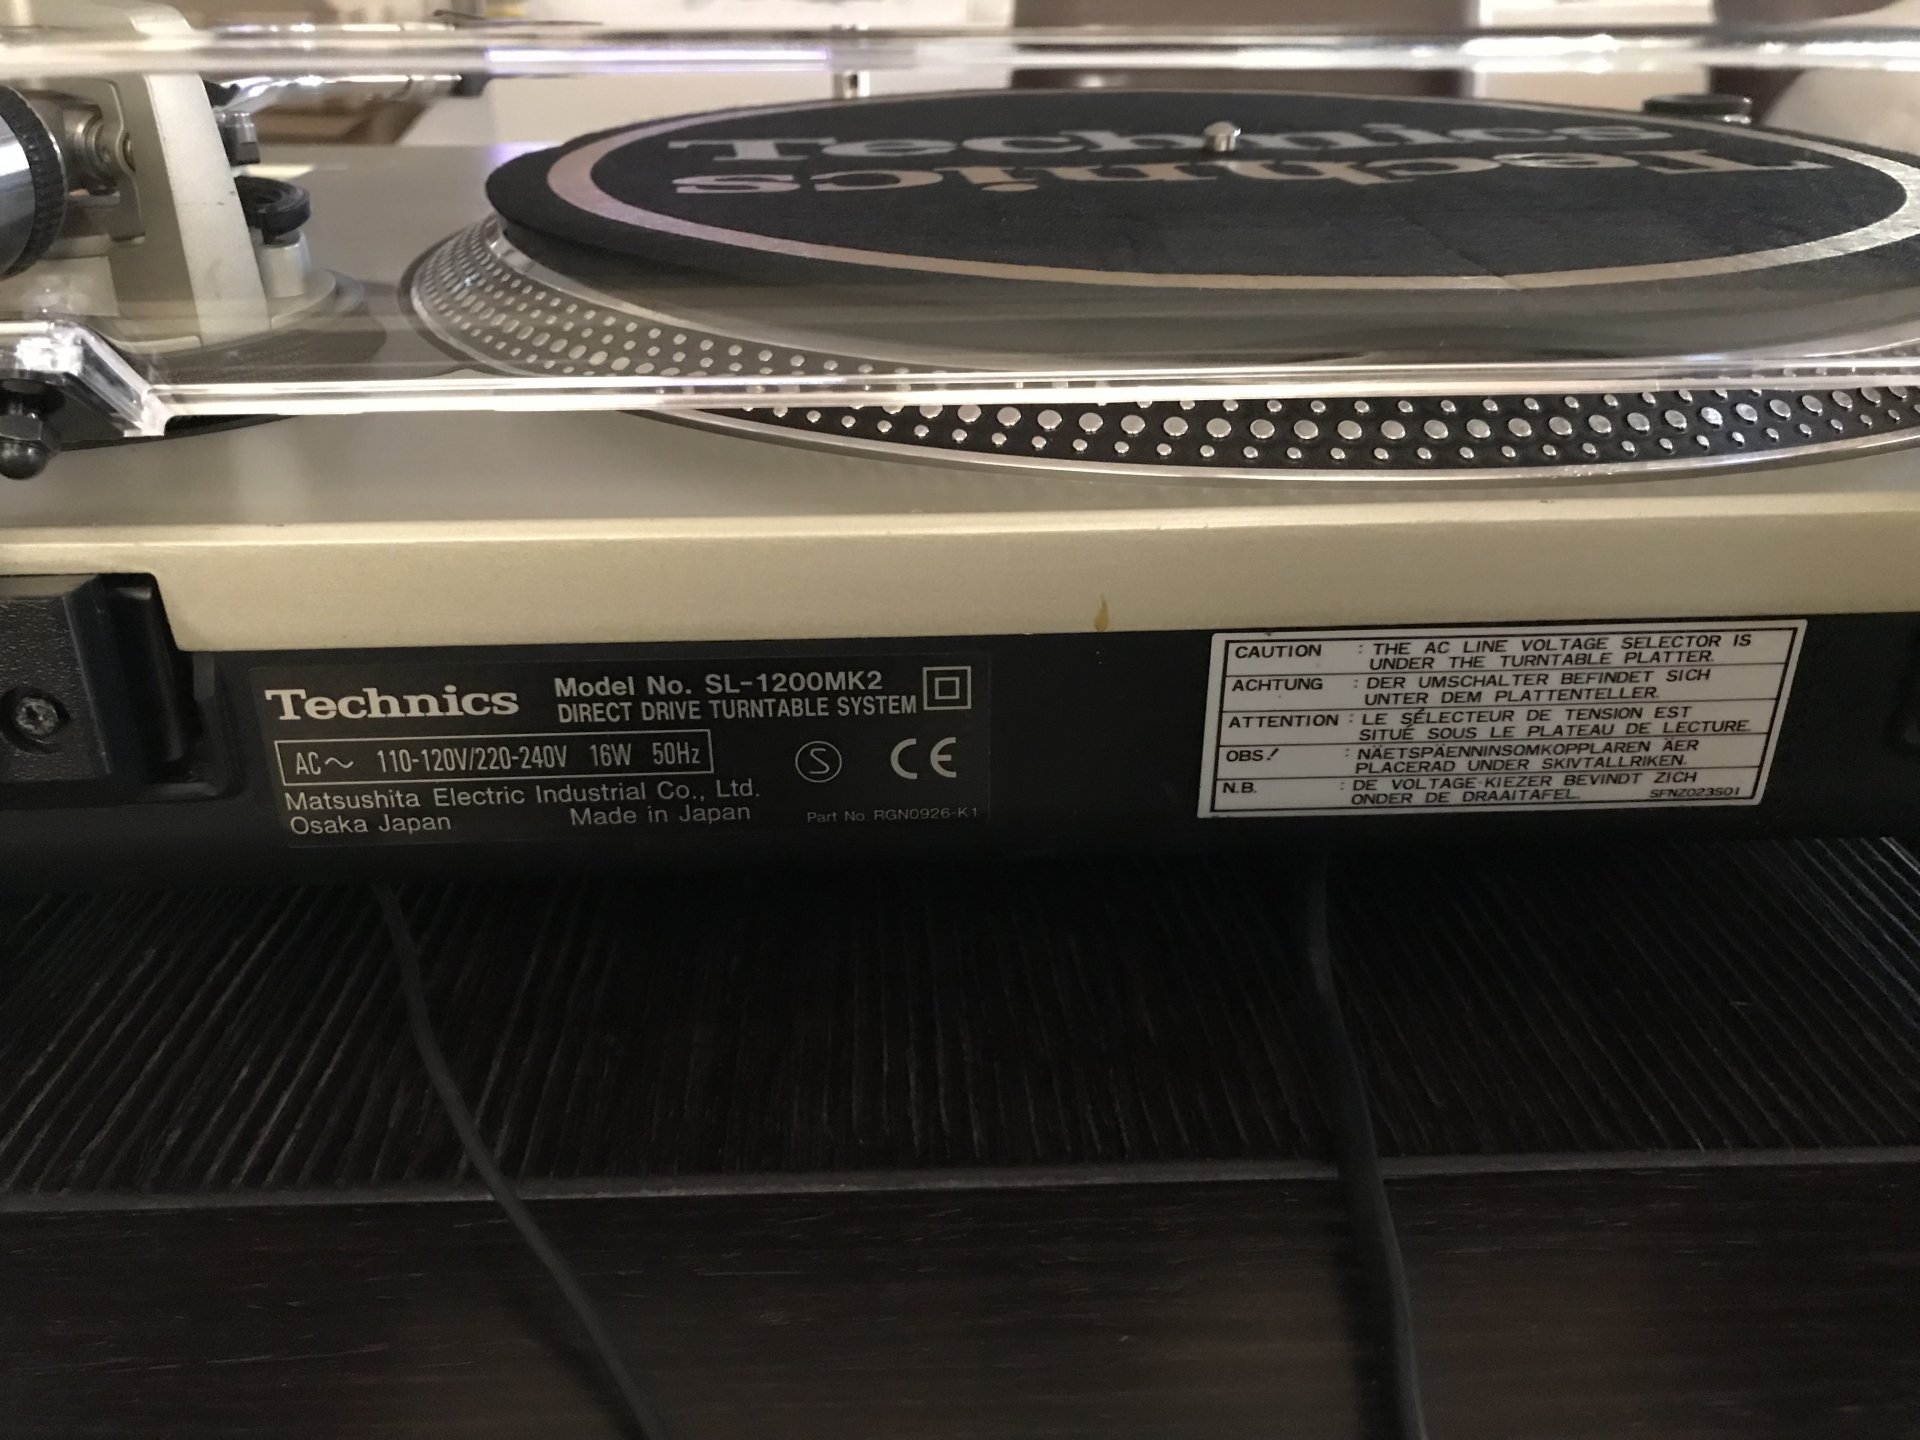 Technics
Technics
Technics
Model No. SL-1200MK2
DIRECT DRIVE TURNTABLE SYSTEM
AC~ 110-120V/220-240V 16W 50Hz
S
CE
Matsushita Electric Industrial Co., Ltd.
Osaka Japan
Made in Japan
Part No. RGN0926-K1
CAUTION : THE AC LINE VOLTAGE SELECTOR IS
UNDER THE TURNTABLE PLATTER.
ACHTUNG : DER UMSCHALTER BEFINDET SICH
UNTER DEM PLATTENTELLER.
ATTENTION : LE SÉLECTEUR DE TENSION EST
SITUÉ SOUS LE PLATEAU DE LECTURE.
OBS! : NÄETSPÄENNINSOMKOPPLAREN ÄER
PLACERAD UNDER SKIVTALLRIKEN.
N.B. : DE VOLTAGE-KIEZER BEVINDT ZICH
ONDER DE DRAAITAFEL.
SFNZ023S01